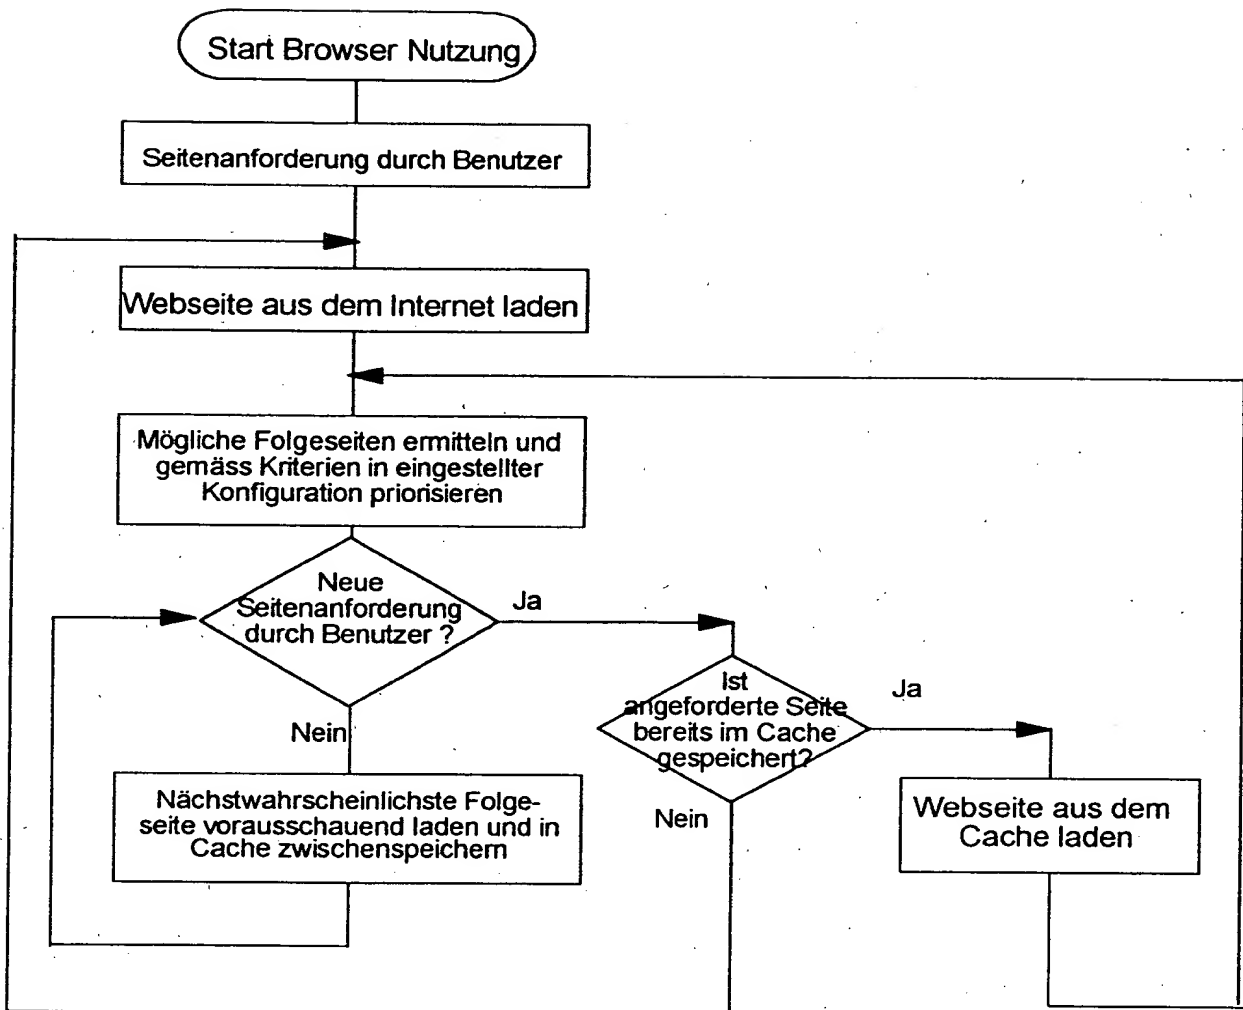 Start Browser Nutzung
Seitenanforderung durch Benutzer
Webseite aus dem Internet laden
Mögliche Folgeseiten ermitteln und
gemäss Kriterien in eingestellter
Konfiguration priorisieren
Neue
Seitenanforderung
durch Benutzer ?
Ja
Nein
Nächstwahrscheinlichste Folge-
seite vorausschauend laden und in
Cache zwischenspeichern
Ist
angeforderte Seite
bereits im Cache
gespeichert?
Ja
Nein
Webseite aus dem
Cache laden